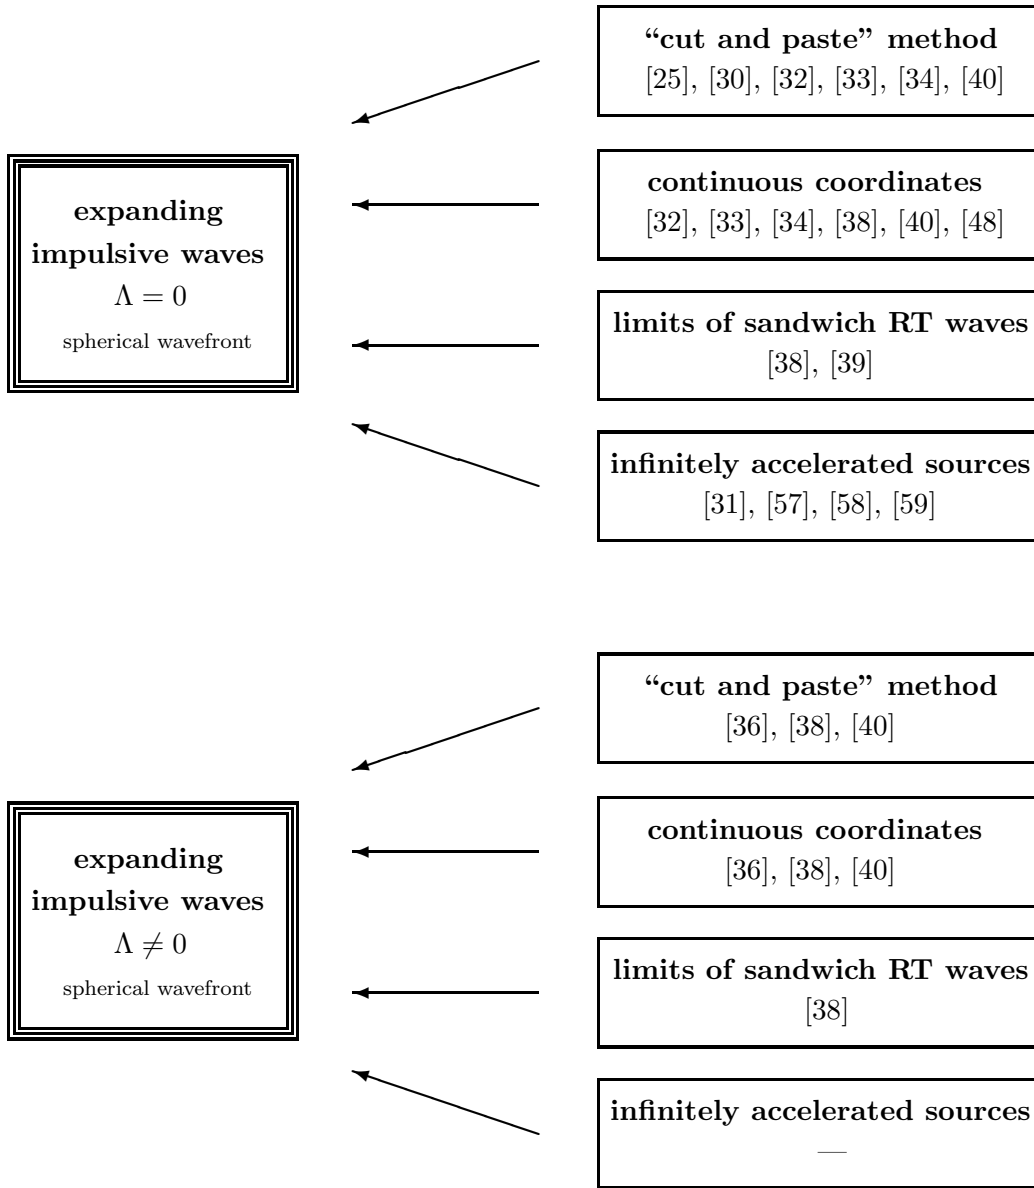 “cut and paste” method
[25], [30], [32], [33], [34], [40]
continuous coordinates
[32], [33], [34], [38], [40], [48]
expanding
impulsive waves
Λ = 0
spherical wavefront
limits of sandwich RT waves
[38], [39]
infinitely accelerated sources
[31], [57], [58], [59]
“cut and paste” method
[36], [38], [40]
continuous coordinates
[36], [38], [40]
expanding
impulsive waves
Λ ≠ 0
spherical wavefront
limits of sandwich RT waves
[38]
infinitely accelerated sources
—